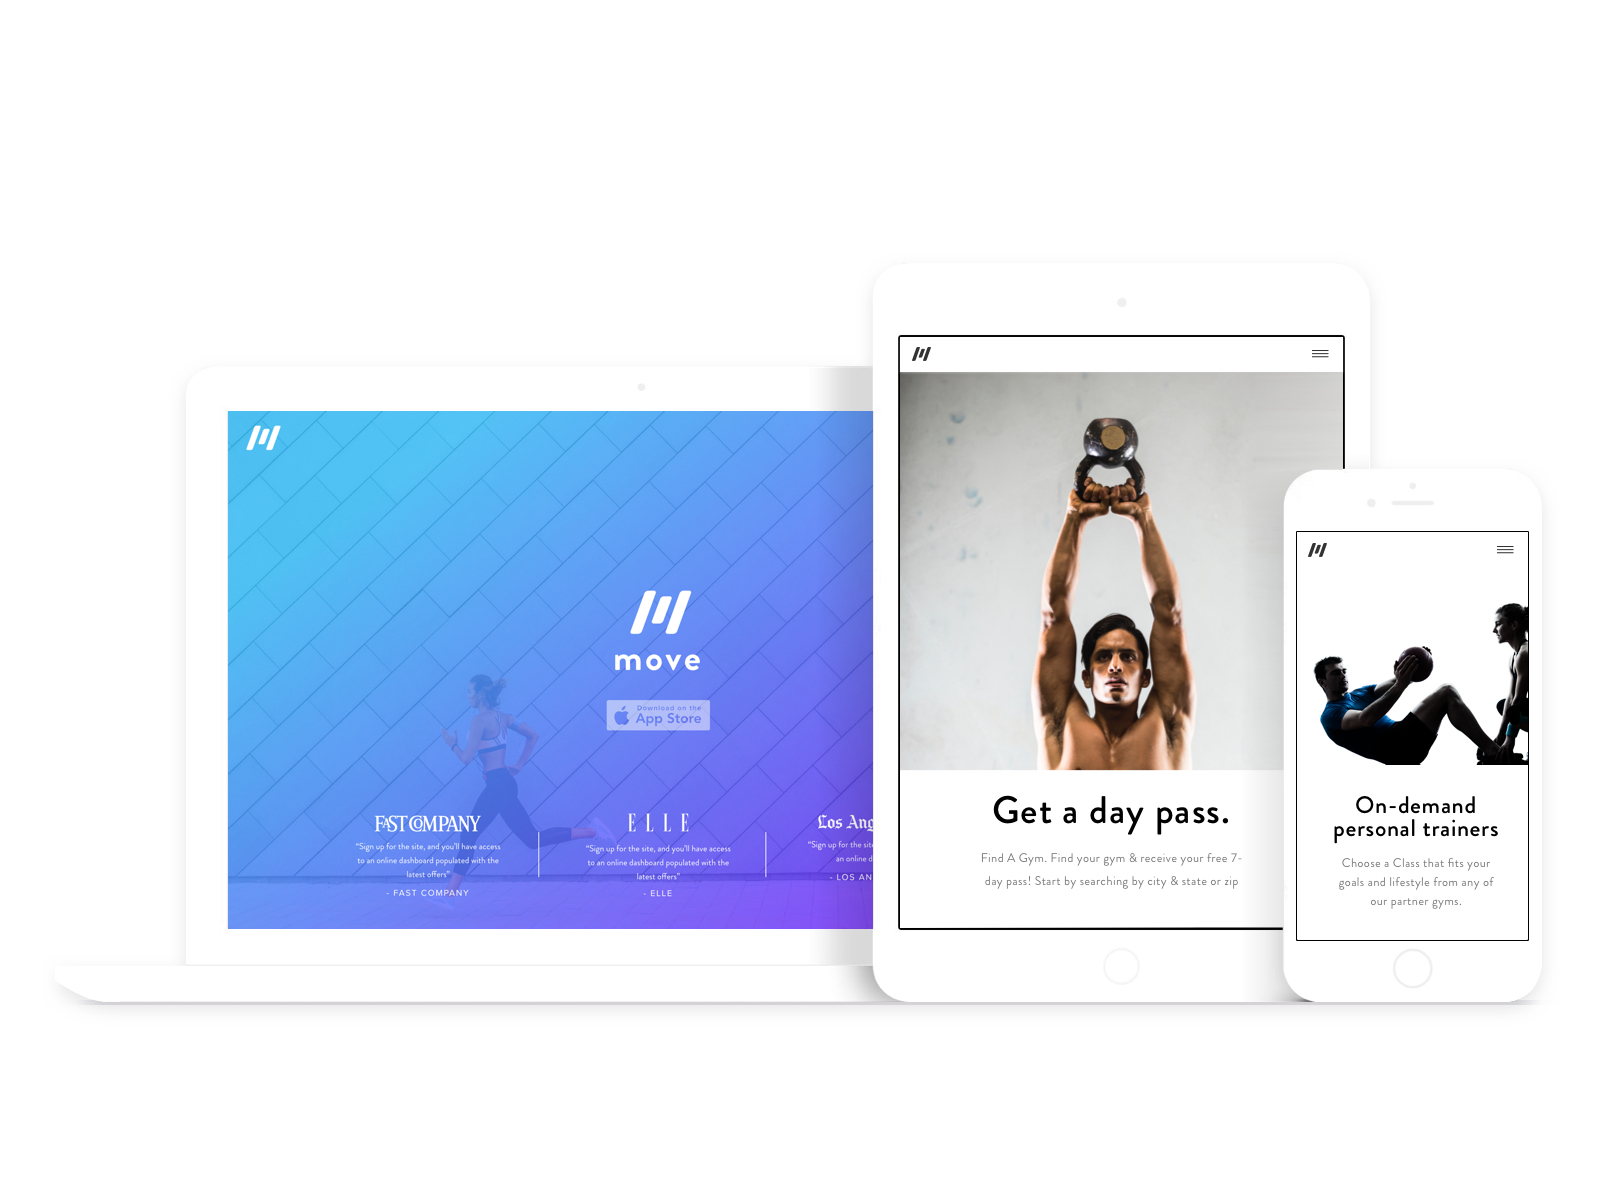 move
Download on the
App Store
FAST COMPANY
“Sign up for the site, and you’ll have access
to an online dashboard populated with the
latest offers”
- FAST COMPANY
ELLE
“Sign up for the site, and you’ll have access
to an online dashboard populated with the
latest offers”
- ELLE
Los Ang
“Sign up for the site
an online d
- LOS AN
Get a day pass.
Find A Gym. Find your gym & receive your free 7-
day pass! Start by searching by city & state or zip
On-demand
personal trainers
Choose a Class that fits your
goals and lifestyle from any of
our partner gyms.